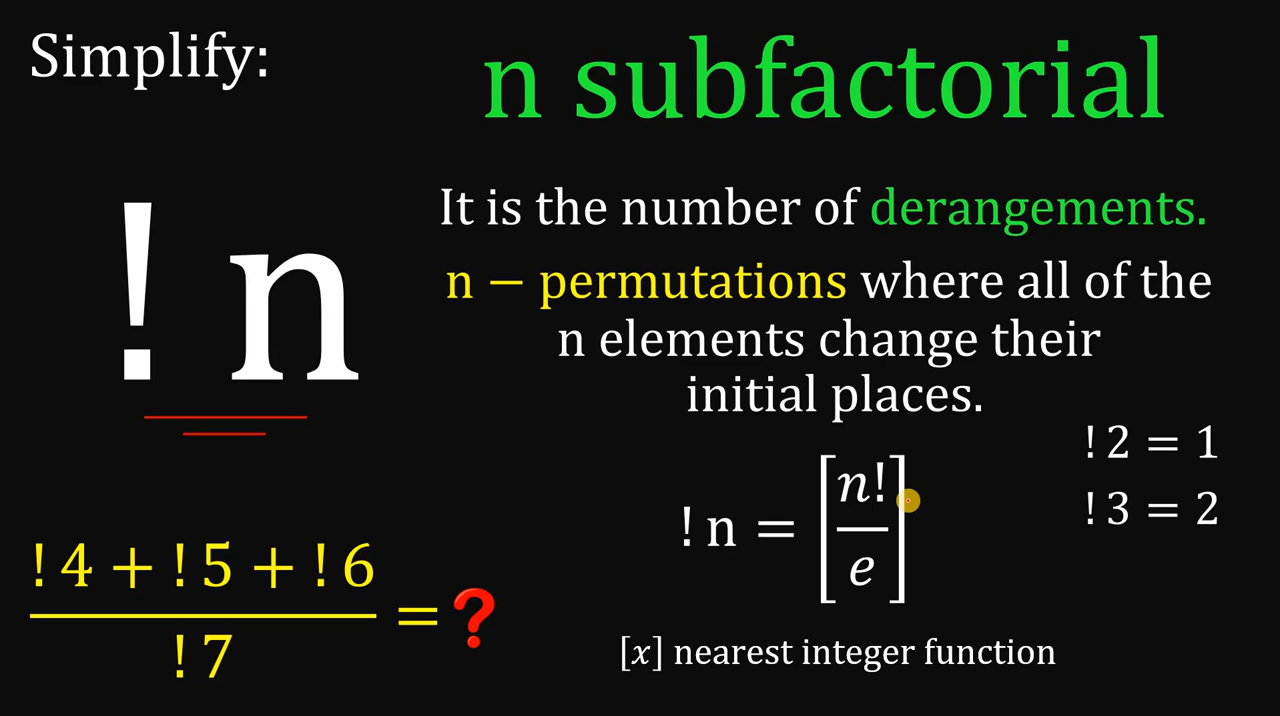 Simplify:
n subfactorial
! n
It is the number of derangements.
n − permutations where all of the
n elements change their
initial places.
! 2 = 1
! 3 = 2
! n = [n!/e]
[x] nearest integer function
! 4 + ! 5 + ! 6
! 7
= ?